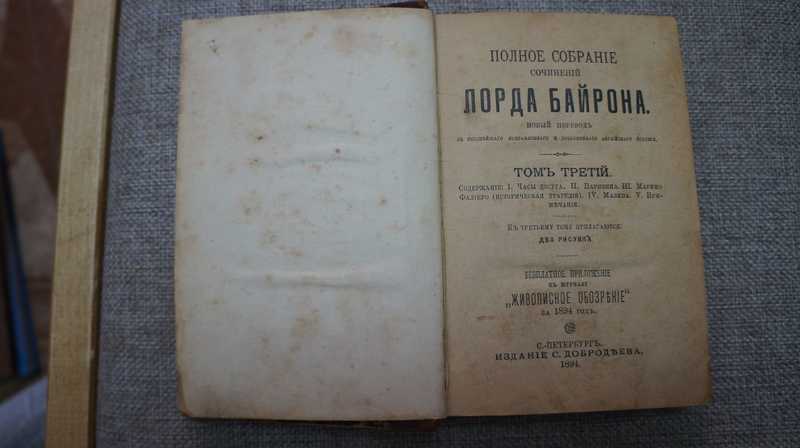 ПОЛНОЕ СОБРАНІЕ
СОЧИНЕНІЙ
ЛОРДА БАЙРОНА.
НОВЫЙ ПЕРЕВОДЪ
англійскаго
ТОМЪ ТРЕТІЙ.
Содержаніе: I. Часы досуга. II. Паризина. III. Марино
Фаліеро (историческая трагедія). IV. Мазепа. V. При-
мѣчанія.
Къ третьему тому прилагаются:
ДВА РИСУНКА.
БЕЗПЛАТНОЕ ПРИЛОЖЕНІЕ
КЪ ЖУРНАЛУ
„ЖИВОПИСНОЕ ОБОЗРѢНІЕ“
за 1894 годъ.
С.-ПЕТЕРБУРГЪ.
ИЗДАНІЕ С. ДОБРОДѢЕВА.
1894.